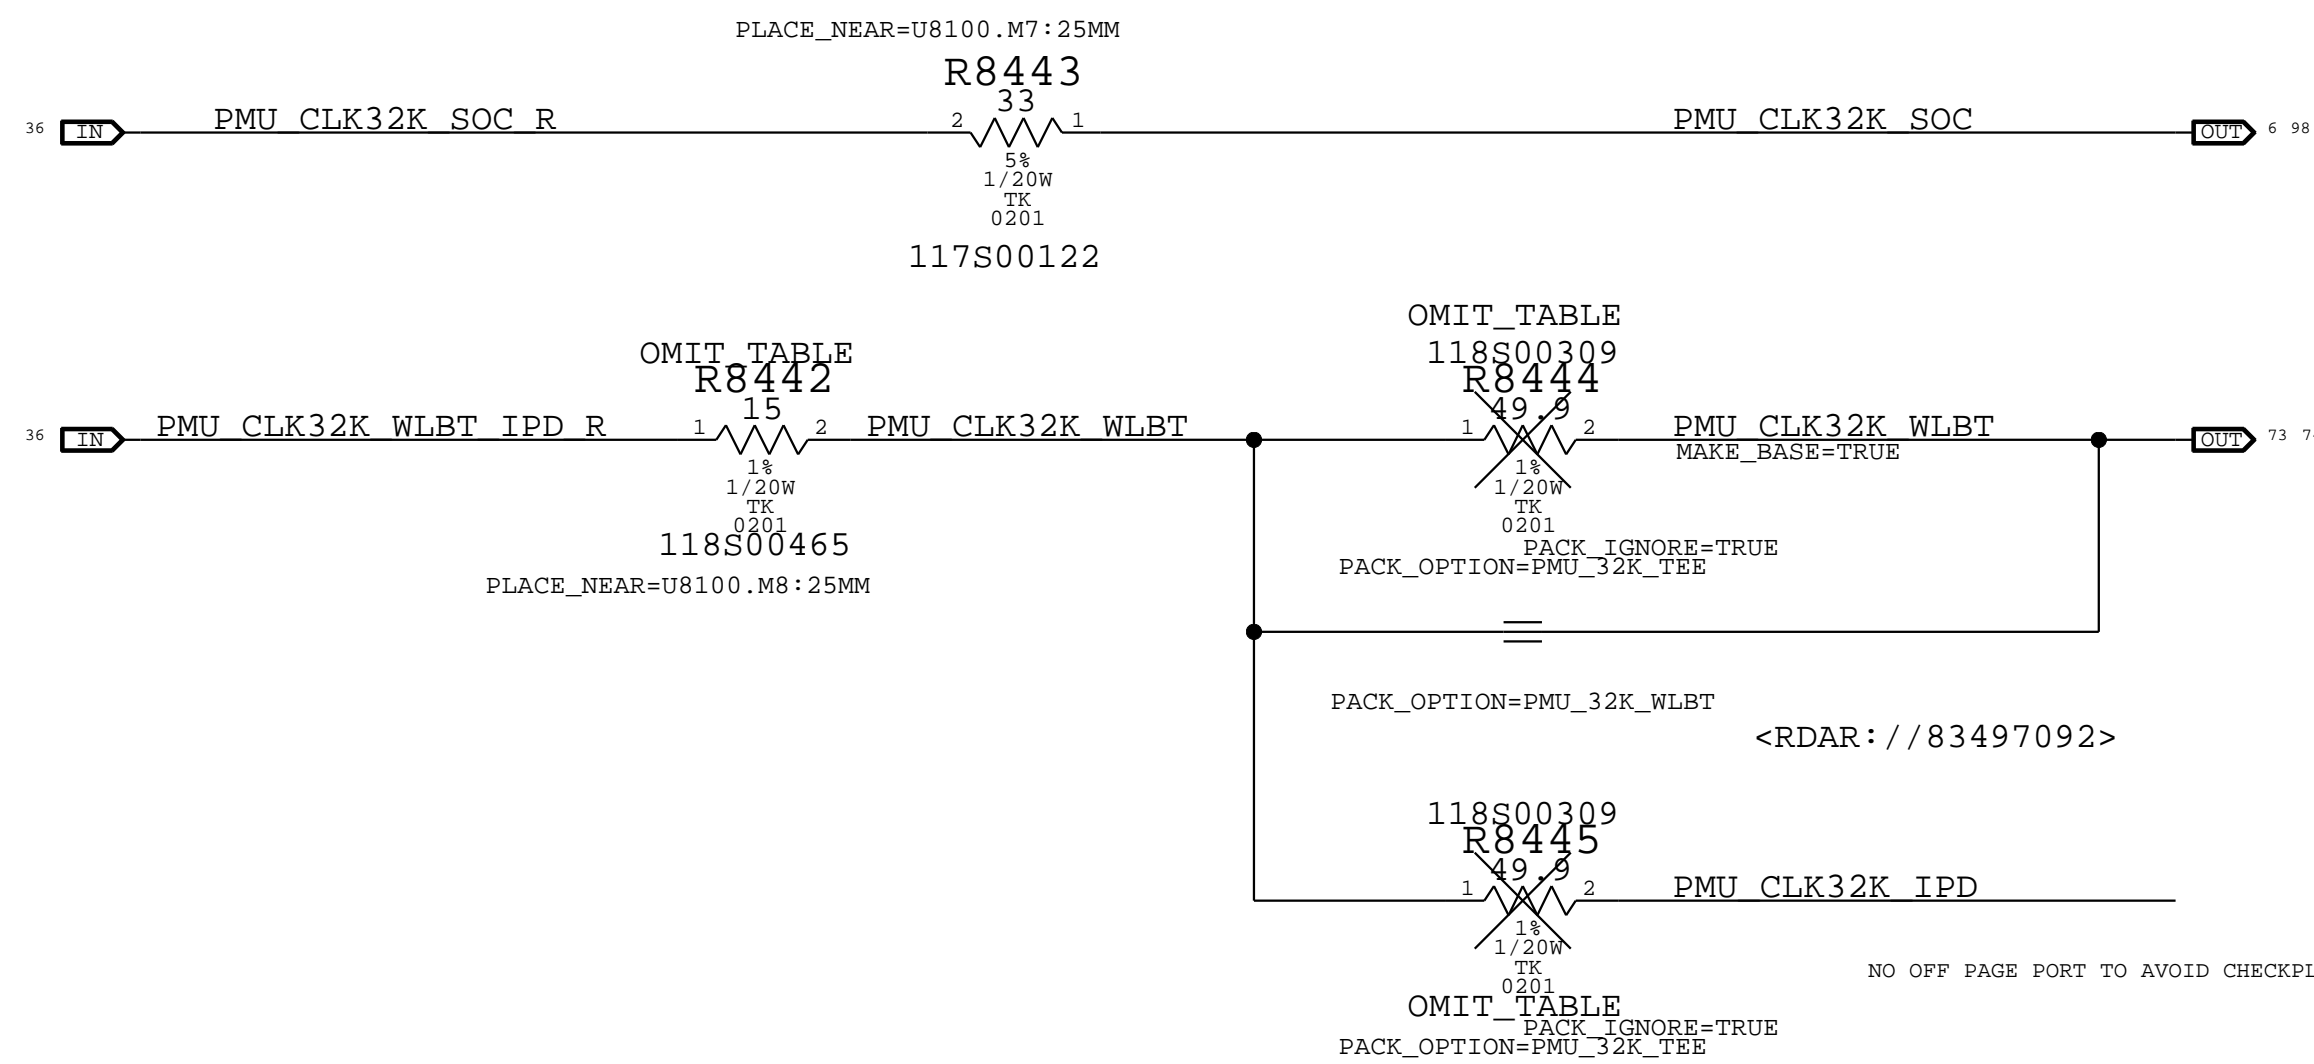 PLACE_NEAR=U8100.M7:25MM
R8443
33
36 IN PMU_CLK32K_SOC_R 2 1 PMU_CLK32K_SOC OUT 6 98
5%
1/20W
TK
0201
117S00122
OMIT_TABLE
R8442
15
36 IN PMU_CLK32K_WLBT_IPD_R 1 2 PMU_CLK32K_WLBT
1%
1/20W
TK
0201
118S00465
PLACE_NEAR=U8100.M8:25MM
OMIT_TABLE
118S00309
R8444
49.9
1 2 PMU_CLK32K_WLBT OUT 73
MAKE_BASE=TRUE
1%
1/20W
TK
0201
PACK_IGNORE=TRUE
PACK_OPTION=PMU_32K_TEE
PACK_OPTION=PMU_32K_WLBT
<RDAR://83497092>
118S00309
R8445
49.9
1 2 PMU_CLK32K_IPD
1%
1/20W
TK
0201
NO OFF PAGE PORT TO AVOID CHECKPL
OMIT_TABLE
PACK_IGNORE=TRUE
PACK_OPTION=PMU_32K_TEE